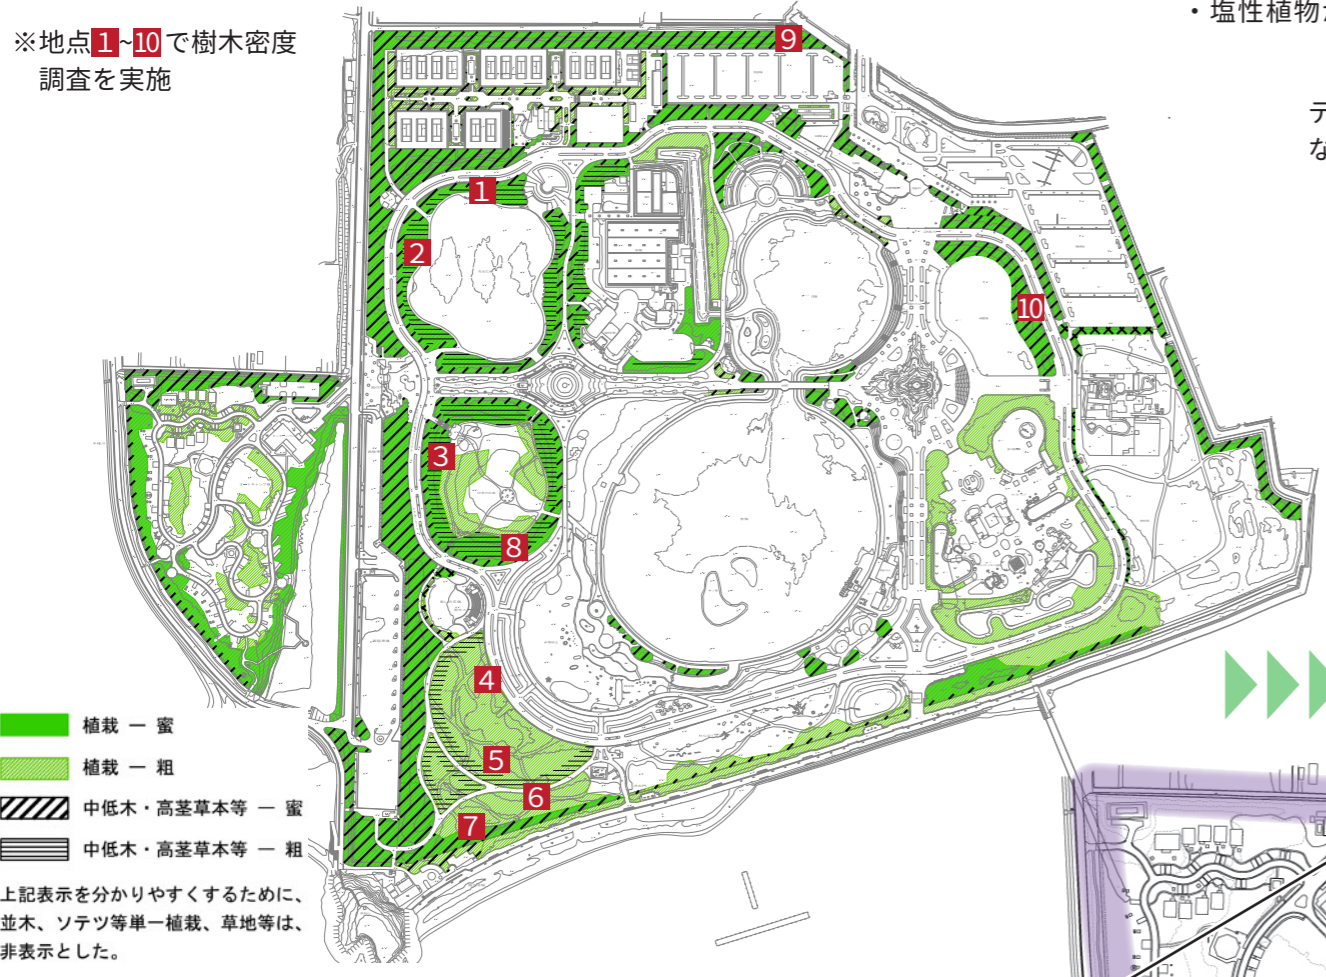 ※地点1~10で樹木密度
調査を実施
・塩性植物
テ
な
9
1
2
10
3
8
4
5
6
7
植栽 ― 蜜
植栽 ― 粗
中低木・高茎草本等 ― 蜜
中低木・高茎草本等 ― 粗
上記表示を分かりやすくするために、
並木、ソテツ等単一植栽、草地等は、
非表示とした。